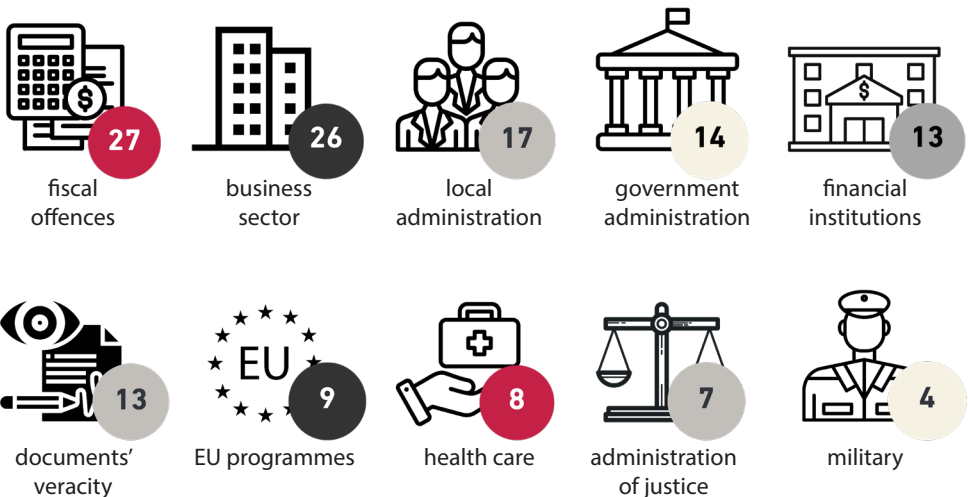 $
27
fiscal
offences
26
business
sector
17
local
administration
14
government
administration
$
13
financial
institutions
13
documents’
veracity
EU
9
EU programmes
8
health care
7
administration
of justice
4
military